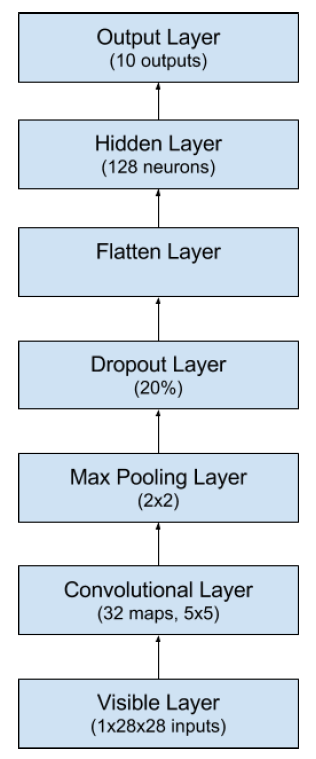 Output Layer
(10 outputs)
Hidden Layer
(128 neurons)
Flatten Layer
Dropout Layer
(20%)
Max Pooling Layer
(2x2)
Convolutional Layer
(32 maps, 5x5)
Visible Layer
(1x28x28 inputs)